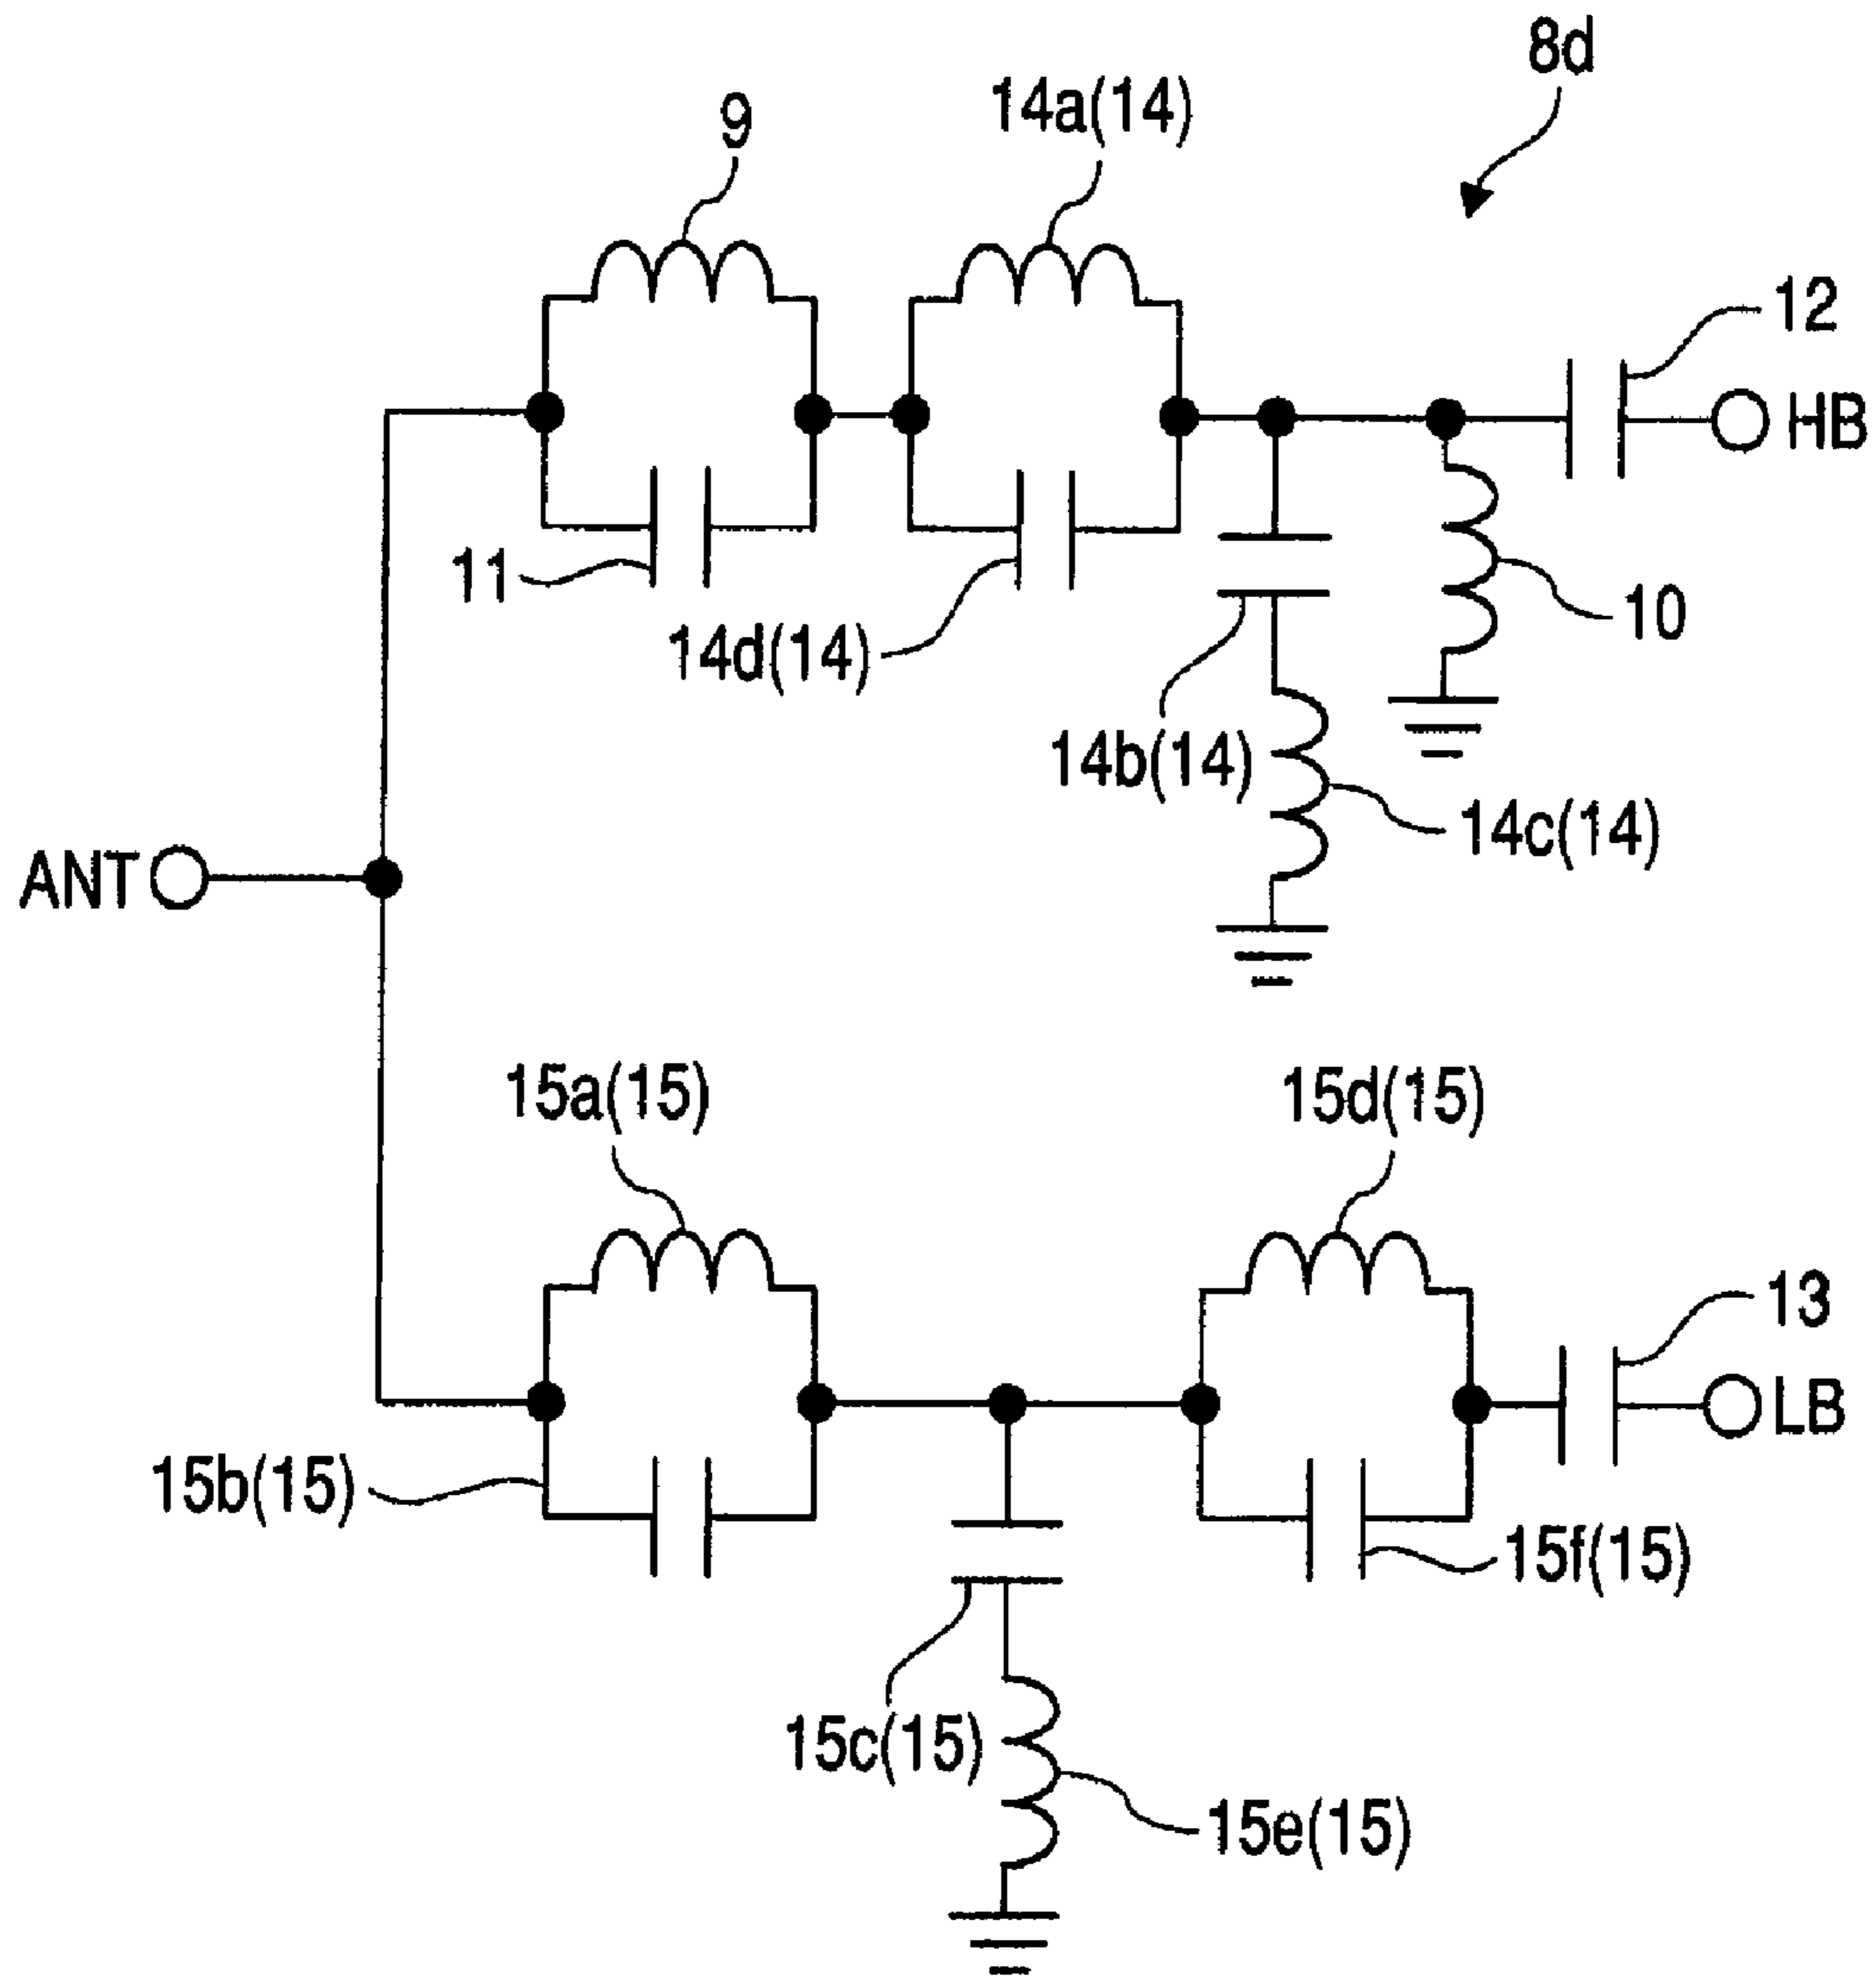 8d
9
14a(14)
12
HB
11
14d(14)
10
14b(14)
14c(14)
ANT
15a(15)
15d(15)
13
LB
15b(15)
15f(15)
15c(15)
15e(15)